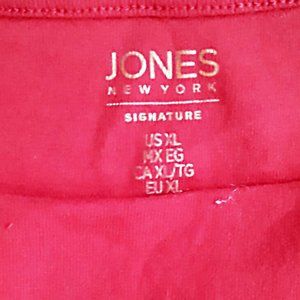 JONES
NEW YORK
SIGNATURE
US XL
MX EG
CA XL/TG
EU XL